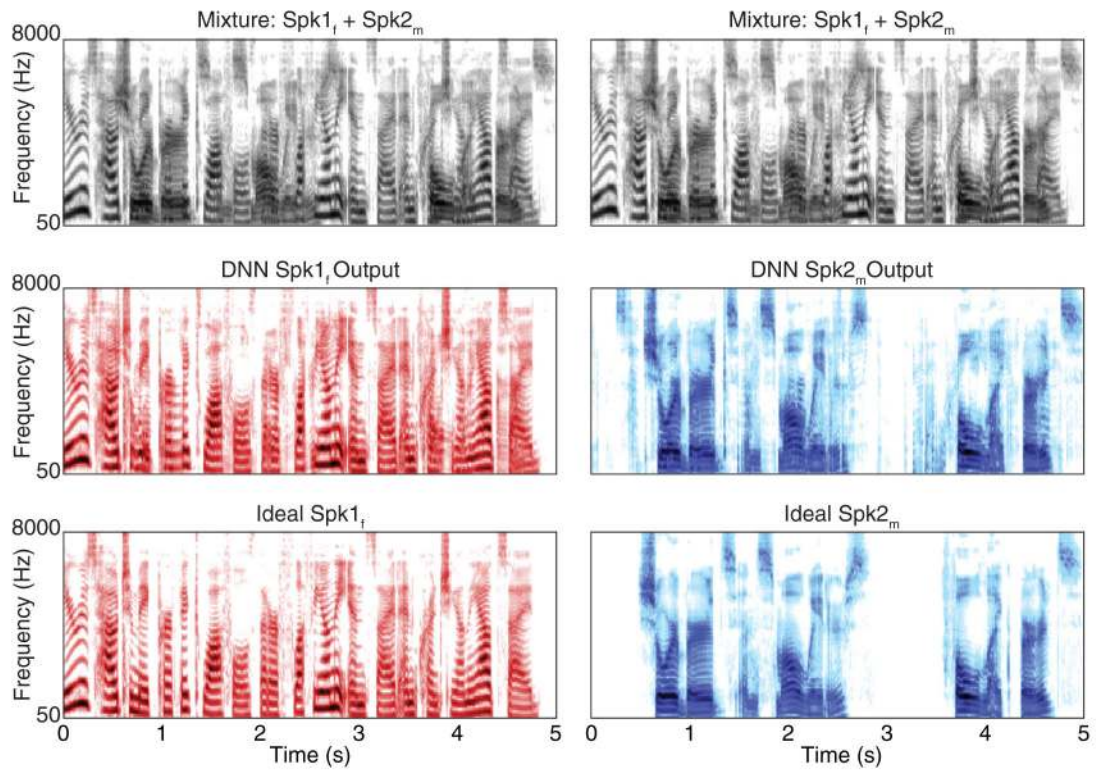 Mixture: Spk1f + Spk2m
Mixture: Spk1f + Spk2m
8000
Frequency (Hz)
50
DNN Spk1f Output
DNN Spk2m Output
8000
Frequency (Hz)
50
Ideal Spk1f
Ideal Spk2m
8000
Frequency (Hz)
50
0 1 2 3 4 5
0 1 2 3 4 5
Time (s)
Time (s)